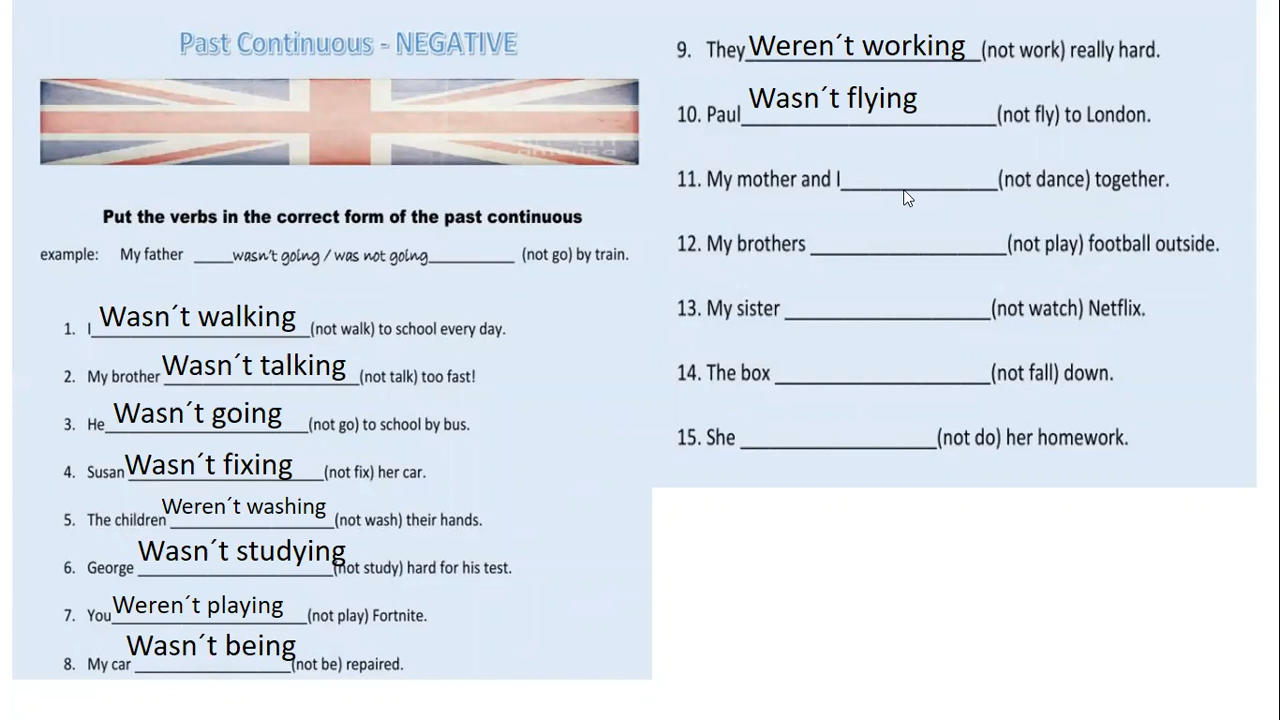 Past Continuous - NEGATIVE
Put the verbs in the correct form of the past continuous
example: My father _____wasn't going / was not going__________ (not go) by train.
1. I Wasn´t walking (not walk) to school every day.
2. My brother Wasn´t talking (not talk) too fast!
3. He Wasn´t going (not go) to school by bus.
4. Susan Wasn´t fixing (not fix) her car.
5. The children Weren´t washing (not wash) their hands.
6. George Wasn´t studying (not study) hard for his test.
7. You Weren´t playing (not play) Fortnite.
8. My car Wasn´t being (not be) repaired.
9. They Weren´t working (not work) really hard.
10. Paul Wasn´t flying (not fly) to London.
11. My mother and I______________(not dance) together.
12. My brothers __________________(not play) football outside.
13. My sister ___________________(not watch) Netflix.
14. The box ____________________(not fall) down.
15. She __________________(not do) her homework.